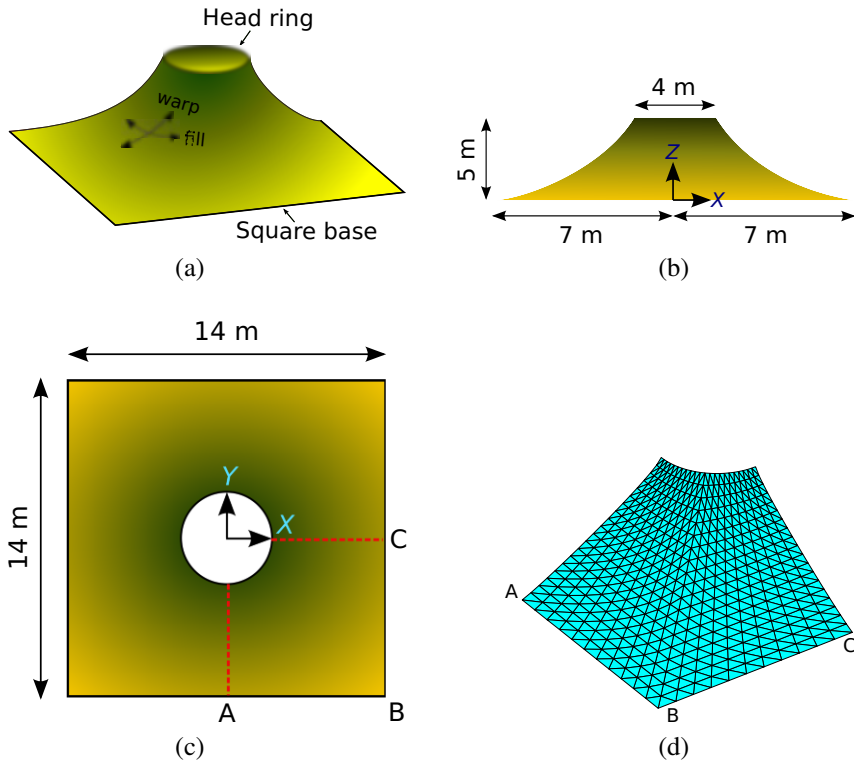 Head ring
warp
fill
Square base
(a)
4 m
5 m
Z
X
7 m
7 m
(b)
14 m
14 m
Y
X
C
A
B
(c)
A
B
C
(d)